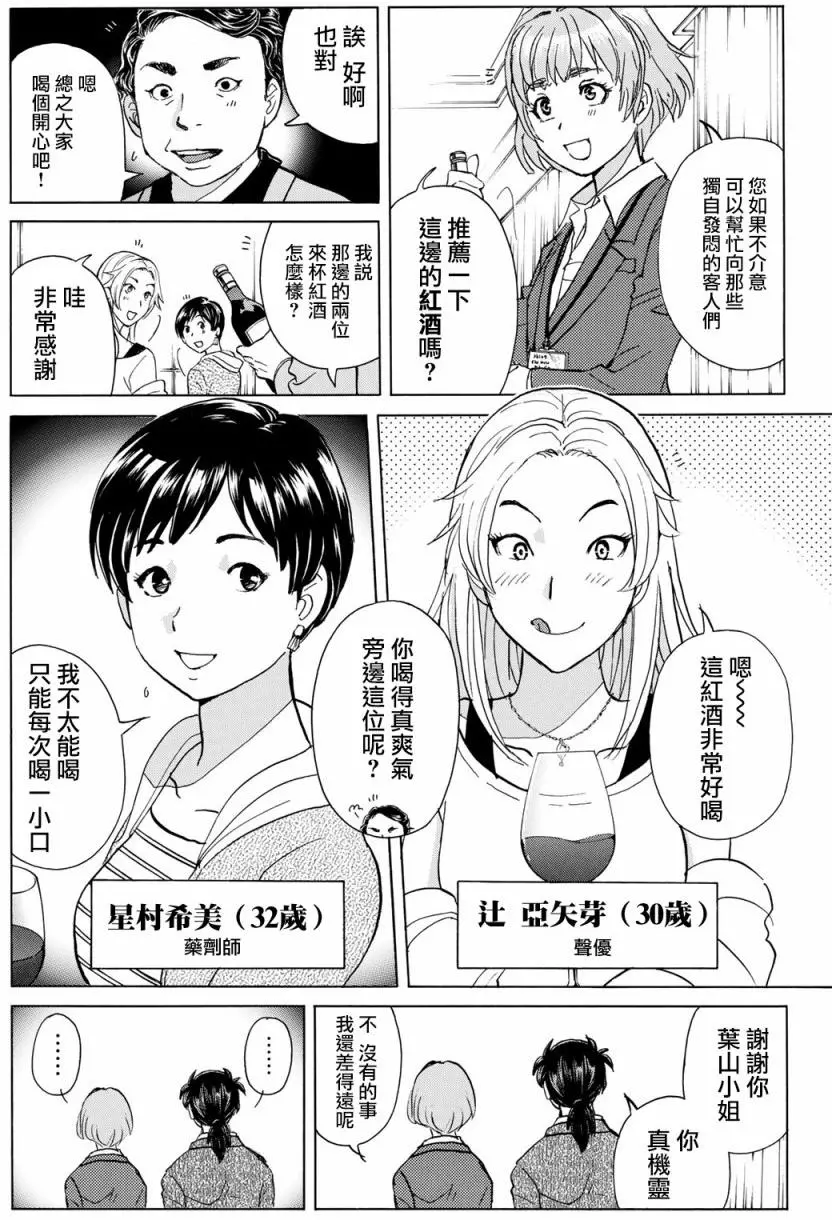 您如果不介意
可以幫忙向那些
獨自發悶的客人們
推薦一下
這邊的紅酒嗎?
誒 好啊
也對
嗯
總之大家
喝個開心吧!
我説
那邊的兩位
來杯紅酒
怎麼樣?
哇
非常感謝
嗯~~
這紅酒非常好喝
辻 亞矢芽(30歲)
聲優
你喝得真爽氣
旁邊這位呢?
我不太能喝
只能每次喝一小口
星村希美(32歲)
藥劑師
謝謝你
葉山小姐
你
真機靈
不 沒有的事
我還差得遠呢
……
……